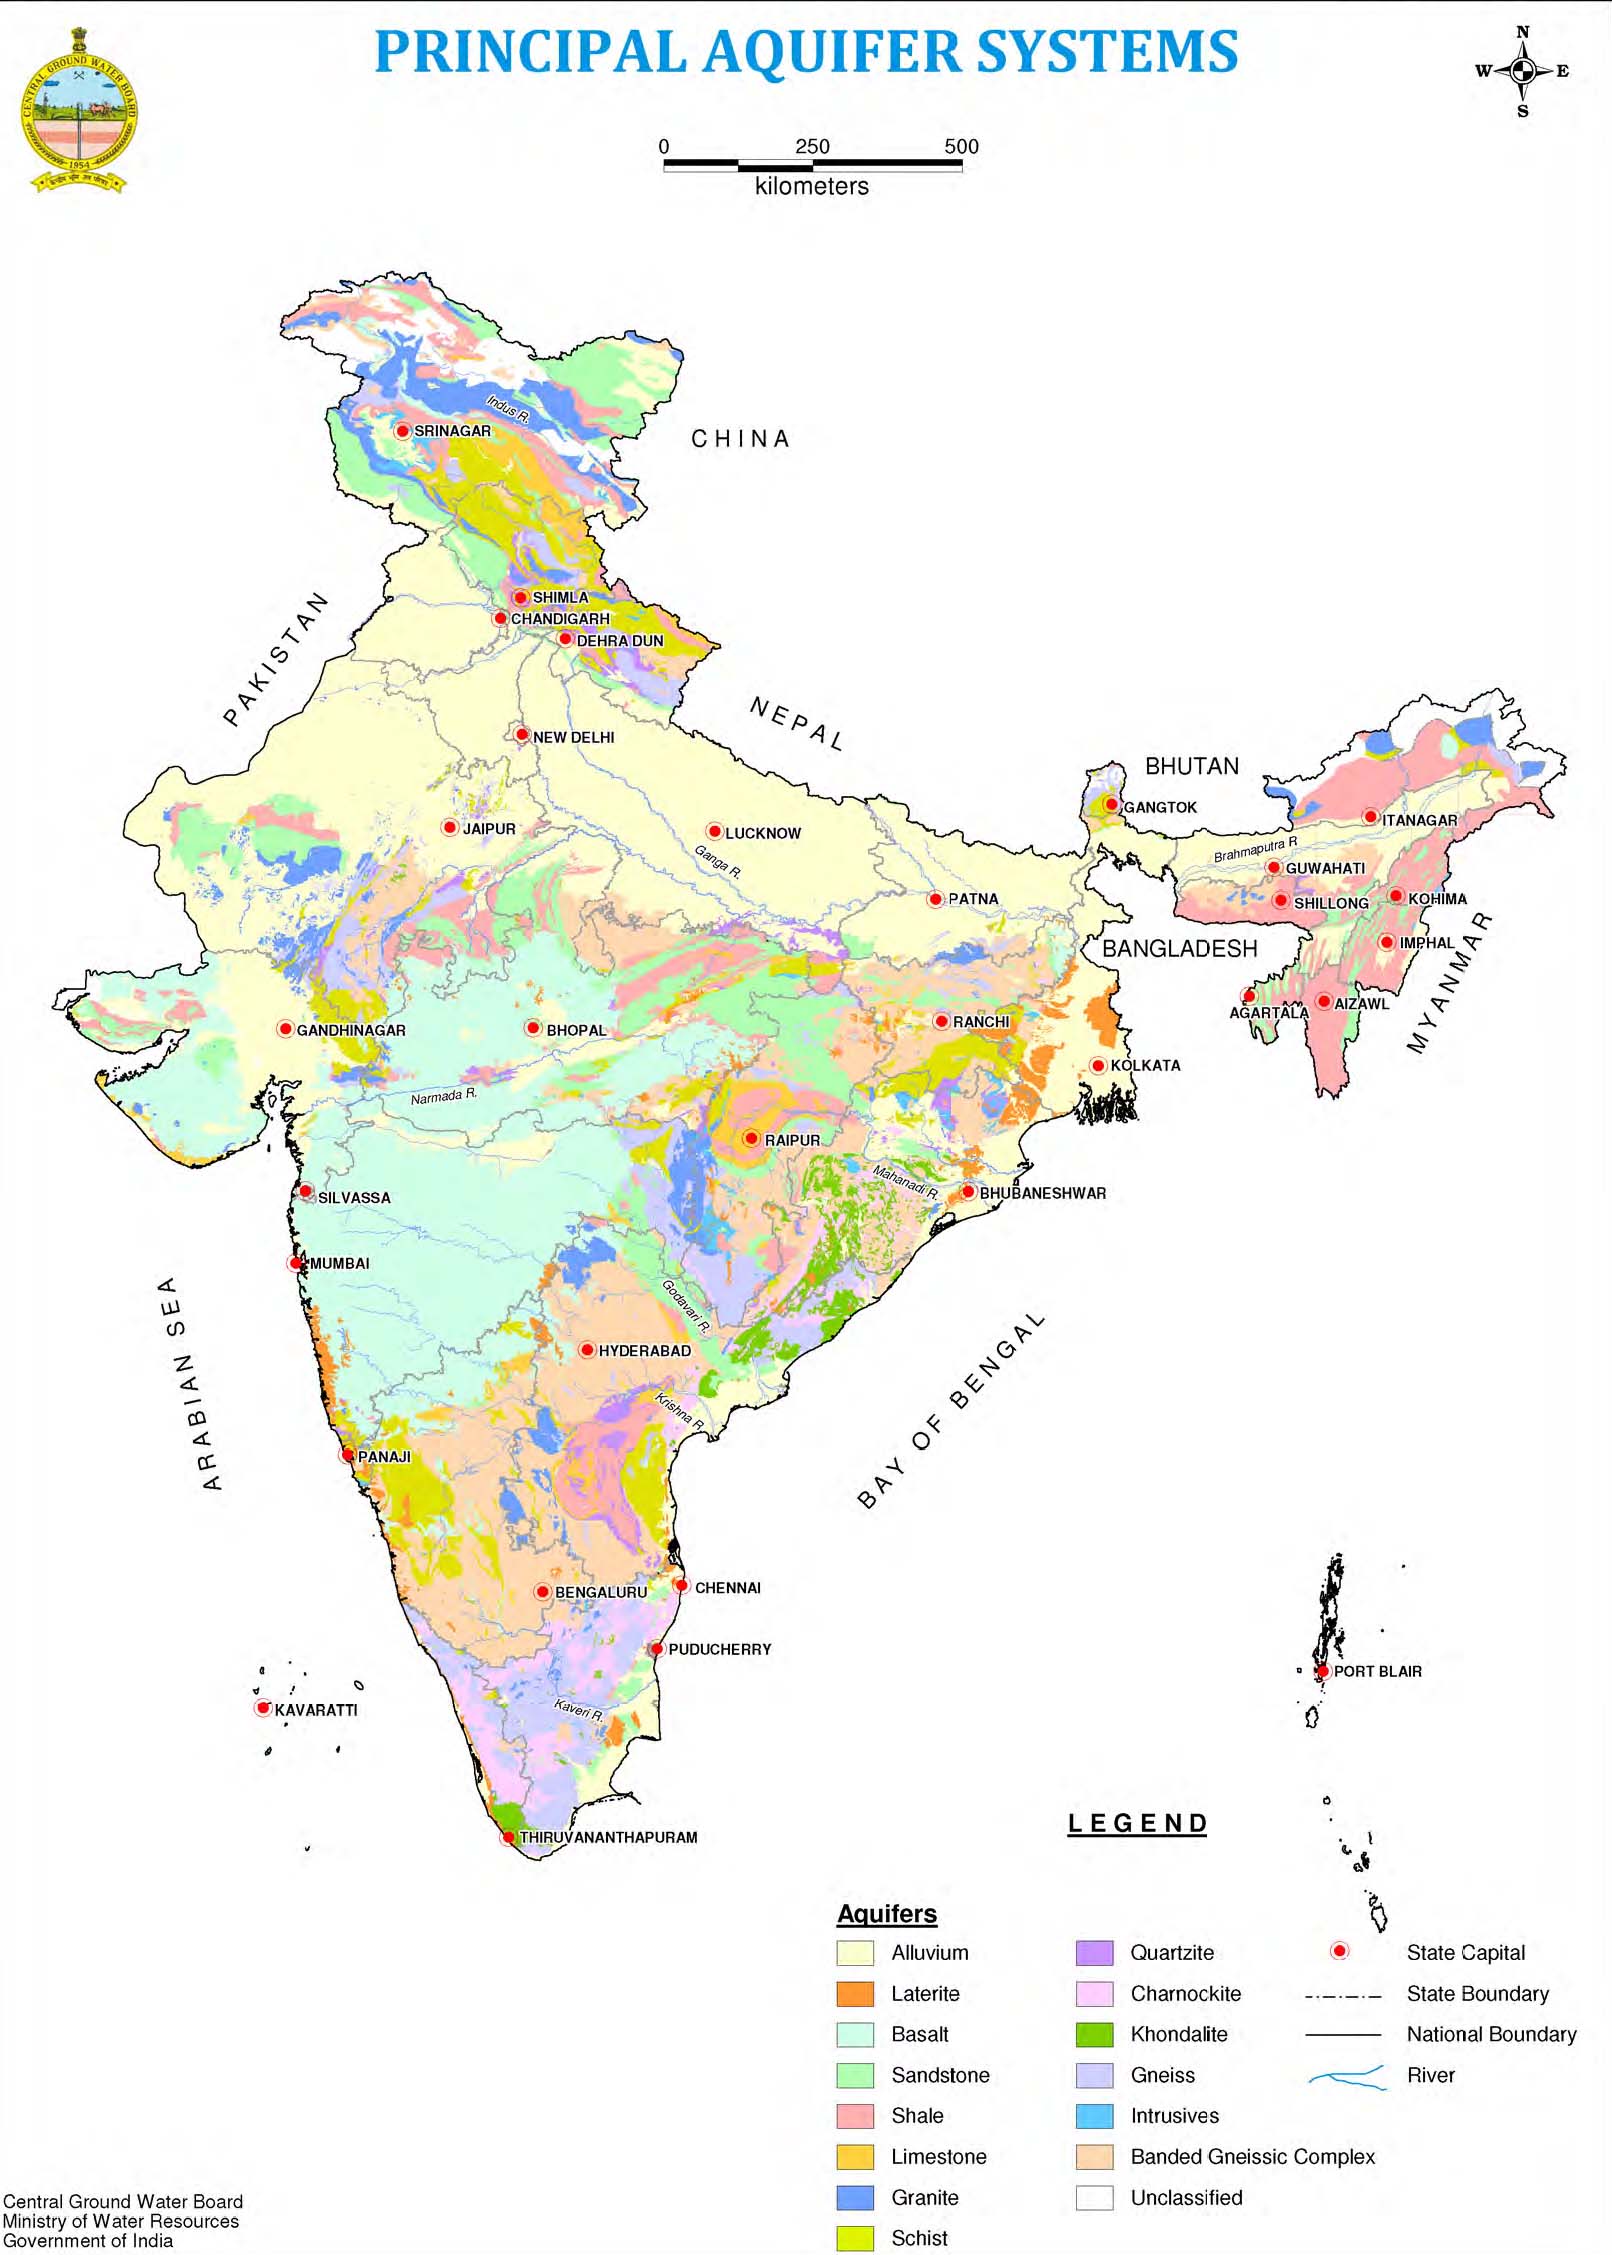 PRINCIPAL AQUIFER SYSTEMS
CENTRAL GROUND WATER BOARD
1954
N
W E
S
0 250 500
kilometers
CHINA
Indus R.
SRINAGAR
SHIMLA
CHANDIGARH
DEHRA DUN
PAKISTAN
NEPAL
NEW DELHI
BHUTAN
GANGTOK
ITANAGAR
JAIPUR
LUCKNOW
Ganga R.
Brahmaputra R
GUWAHATI
PATNA
SHILLONG
KOHIMA
BANGLADESH
IMPHAL
MYANMAR
AGARTALA
AIZAWL
GANDHINAGAR
BHOPAL
RANCHI
KOLKATA
Narmada R.
RAIPUR
Mahanadi R.
BHUBANESHWAR
SILVASSA
MUMBAI
Godavari R.
ARABIAN SEA
HYDERABAD
Krishna R.
BAY OF BENGAL
PANAJI
BENGALURU
CHENNAI
PUDUCHERRY
PORT BLAIR
KAVARATTI
Kaveri R.
THIRUVANANTHAPURAM
LEGEND
Aquifers
Alluvium
Laterite
Basalt
Sandstone
Shale
Limestone
Granite
Schist
Quartzite
Charnockite
Khondalite
Gneiss
Intrusives
Banded Gneissic Complex
Unclassified
State Capital
State Boundary
National Boundary
River
Central Ground Water Board
Ministry of Water Resources
Government of India